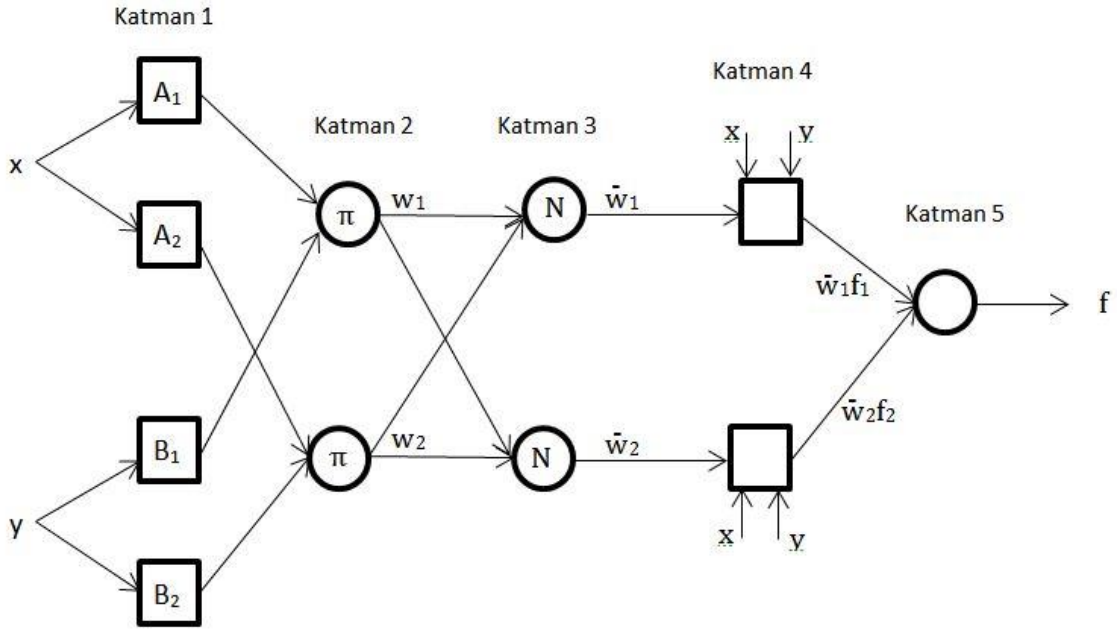 Katman 1
Katman 4
Katman 2
Katman 3
Katman 5
A₁
x
A₂
π
w₁
N
w̄₁
x
y
w̄₁f₁
f
B₁
y
B₂
π
w₂
N
w̄₂
x
y
w̄₂f₂